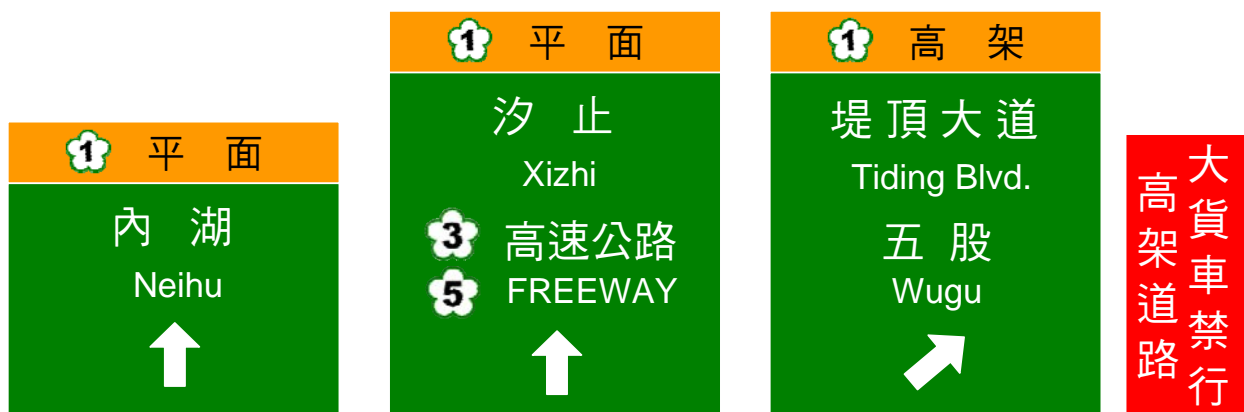 1 平 面
內 湖
Neihu
1 平 面
汐 止
Xizhi
3 高速公路
5 FREEWAY
1 高 架
堤頂大道
Tiding Blvd.
五 股
Wugu
大貨車禁行
高架道路